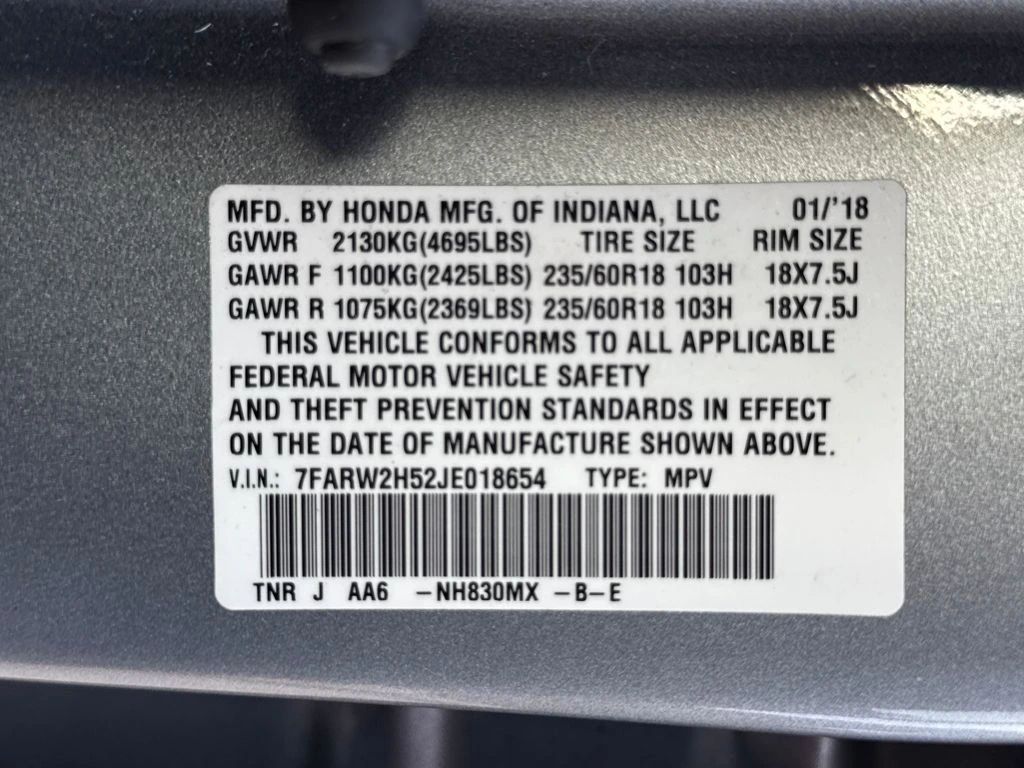 MFD. BY HONDA MFG. OF INDIANA, LLC 01/'18
GVWR 2130KG(4695LBS) TIRE SIZE RIM SIZE
GAWR F 1100KG(2425LBS) 235/60R18 103H 18X7.5J
GAWR R 1075KG(2369LBS) 235/60R18 103H 18X7.5J
THIS VEHICLE CONFORMS TO ALL APPLICABLE
FEDERAL MOTOR VEHICLE SAFETY
AND THEFT PREVENTION STANDARDS IN EFFECT
ON THE DATE OF MANUFACTURE SHOWN ABOVE.
V.I.N.: 7FARW2H52JE018654 TYPE: MPV
TNR J AA6 -NH830MX -B-E